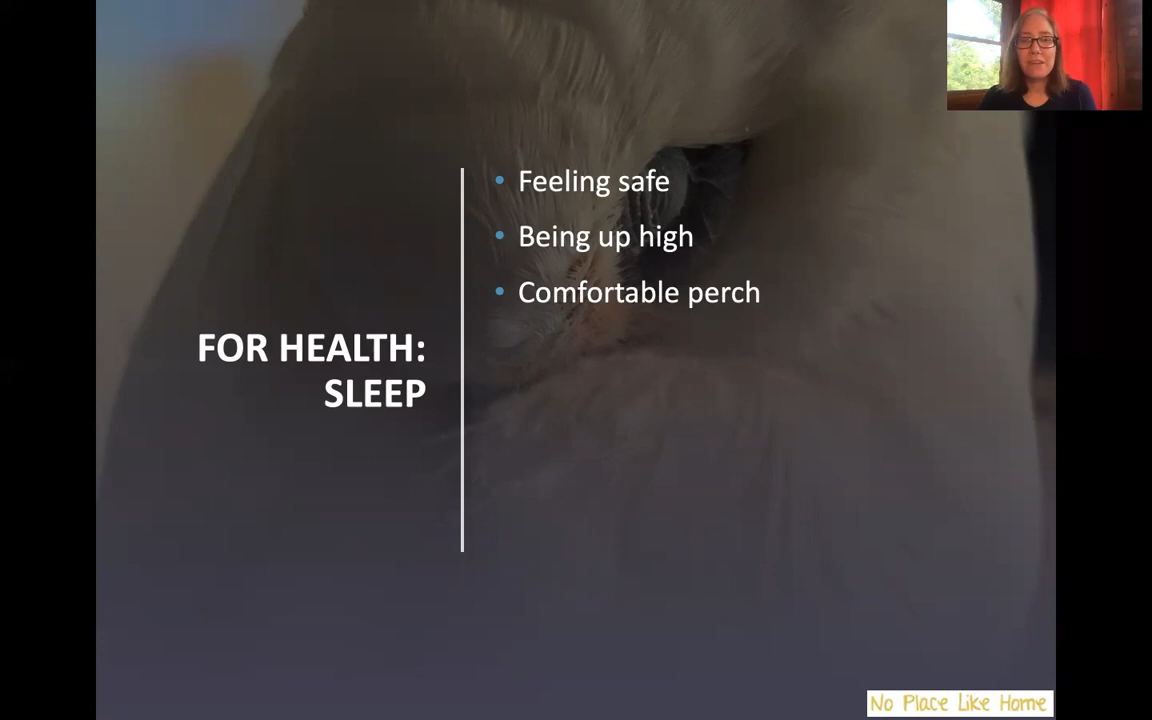 FOR HEALTH:
SLEEP
Feeling safe
Being up high
Comfortable perch
No Place Like Home